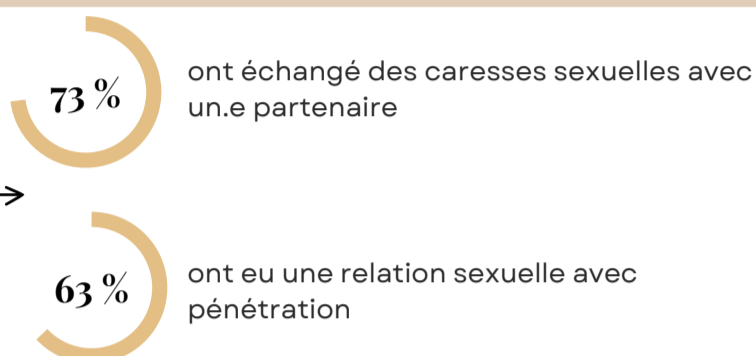 73 %
ont échangé des caresses sexuelles avec
un.e partenaire
63 %
ont eu une relation sexuelle avec
pénétration